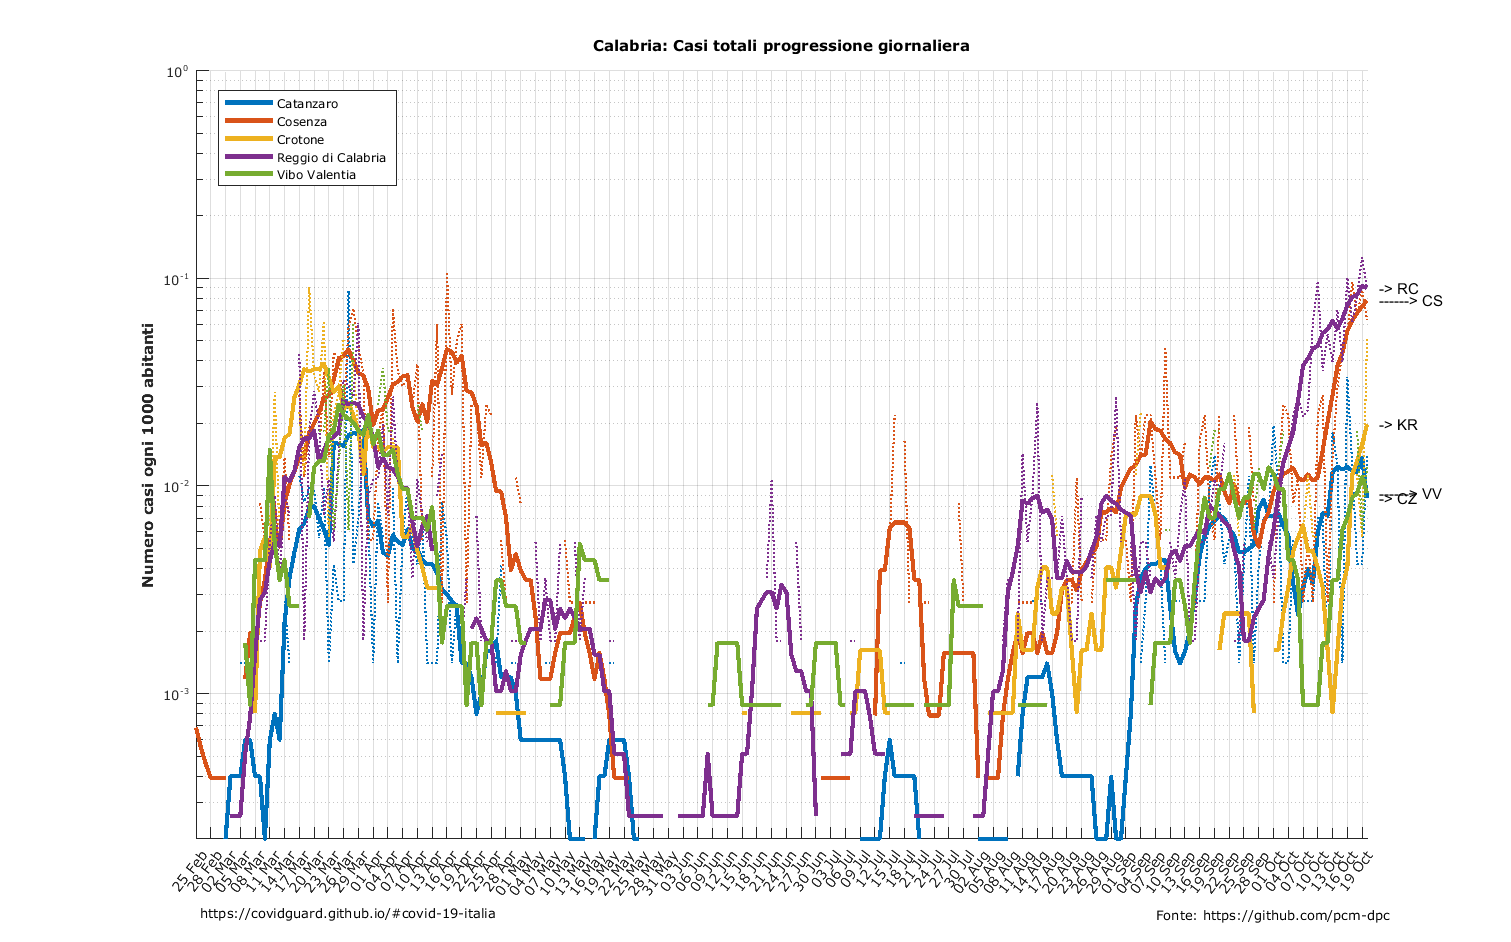 Calabria: Casi totali progressione giornaliera
10^0
10^-1
10^-2
10^-3
Numero casi ogni 1000 abitanti
Catanzaro
Cosenza
Crotone
Reggio di Calabria
Vibo Valentia
-> RC
------> CS
-> KR
------> VV
-> CZ
25 Feb
28 Feb
02 Mar
05 Mar
08 Mar
11 Mar
14 Mar
17 Mar
20 Mar
23 Mar
26 Mar
29 Mar
01 Apr
04 Apr
07 Apr
10 Apr
13 Apr
16 Apr
19 Apr
22 Apr
25 Apr
28 Apr
01 May
04 May
07 May
10 May
13 May
16 May
19 May
22 May
25 May
28 May
31 May
03 Jun
06 Jun
09 Jun
12 Jun
15 Jun
18 Jun
21 Jun
24 Jun
27 Jun
30 Jun
03 Jul
06 Jul
09 Jul
12 Jul
15 Jul
18 Jul
21 Jul
24 Jul
27 Jul
30 Jul
02 Aug
05 Aug
08 Aug
11 Aug
14 Aug
17 Aug
20 Aug
23 Aug
26 Aug
29 Aug
01 Sep
04 Sep
07 Sep
10 Sep
13 Sep
16 Sep
19 Sep
22 Sep
25 Sep
28 Sep
01 Oct
04 Oct
07 Oct
10 Oct
13 Oct
16 Oct
19 Oct
https://covidguard.github.io/#covid-19-italia
Fonte: https://github.com/pcm-dpc